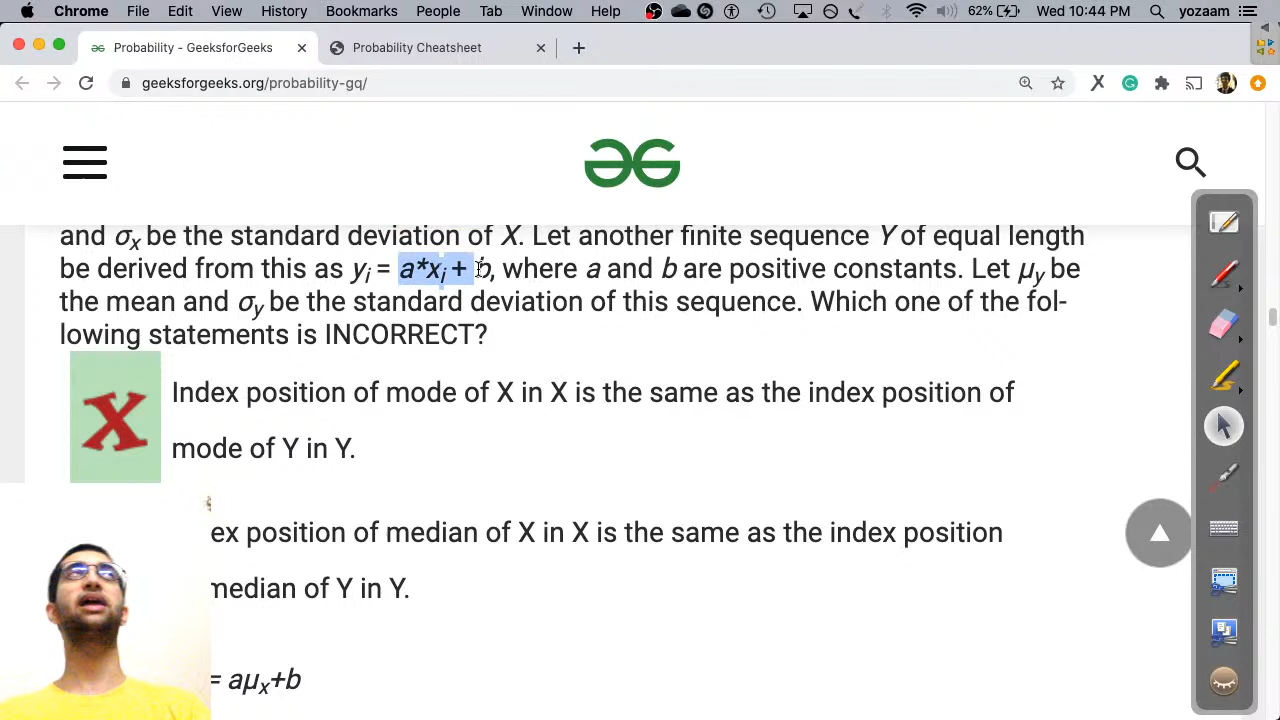 Chrome File Edit View History Bookmarks People Tab Window Help 62% Wed 10:44 PM yozaam
Probability - GeeksforGeeks Probability Cheatsheet
geeksforgeeks.org/probability-gq/
and σx be the standard deviation of X. Let another finite sequence Y of equal length
be derived from this as yi = a*xi + b, where a and b are positive constants. Let μy be
the mean and σy be the standard deviation of this sequence. Which one of the fol-
lowing statements is INCORRECT?
X Index position of mode of X in X is the same as the index position of
mode of Y in Y.
ex position of median of X in X is the same as the index position
median of Y in Y.
= aμx+b